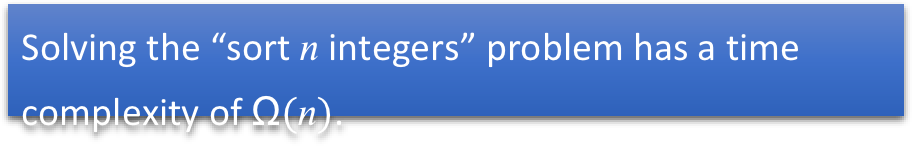 Solving the “sort n integers” problem has a time
complexity of Ω(n).